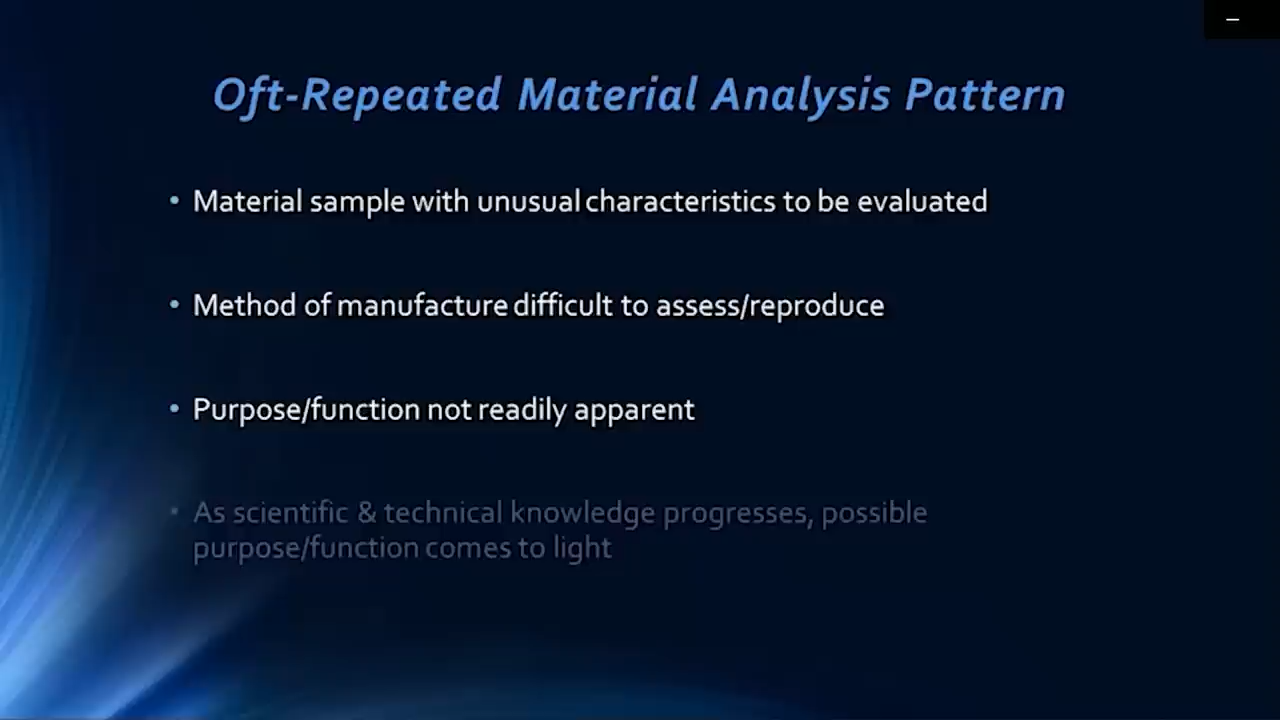 Oft-Repeated Material Analysis Pattern
• Material sample with unusual characteristics to be evaluated
• Method of manufacture difficult to assess/reproduce
• Purpose/function not readily apparent
• As scientific & technical knowledge progresses, possible
purpose/function comes to light